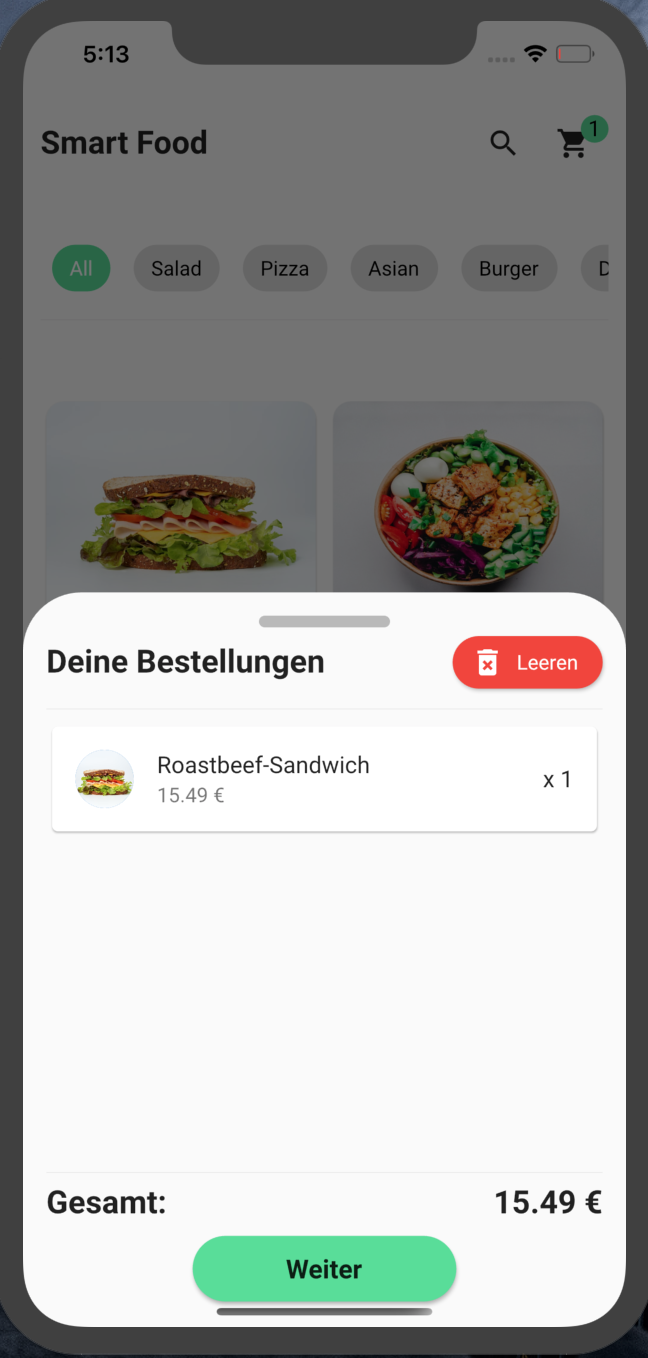 5:13
Smart Food
1
All Salad Pizza Asian Burger
Deine Bestellungen
Leeren
Roastbeef-Sandwich
15.49 €
x 1
Gesamt: 15.49 €
Weiter